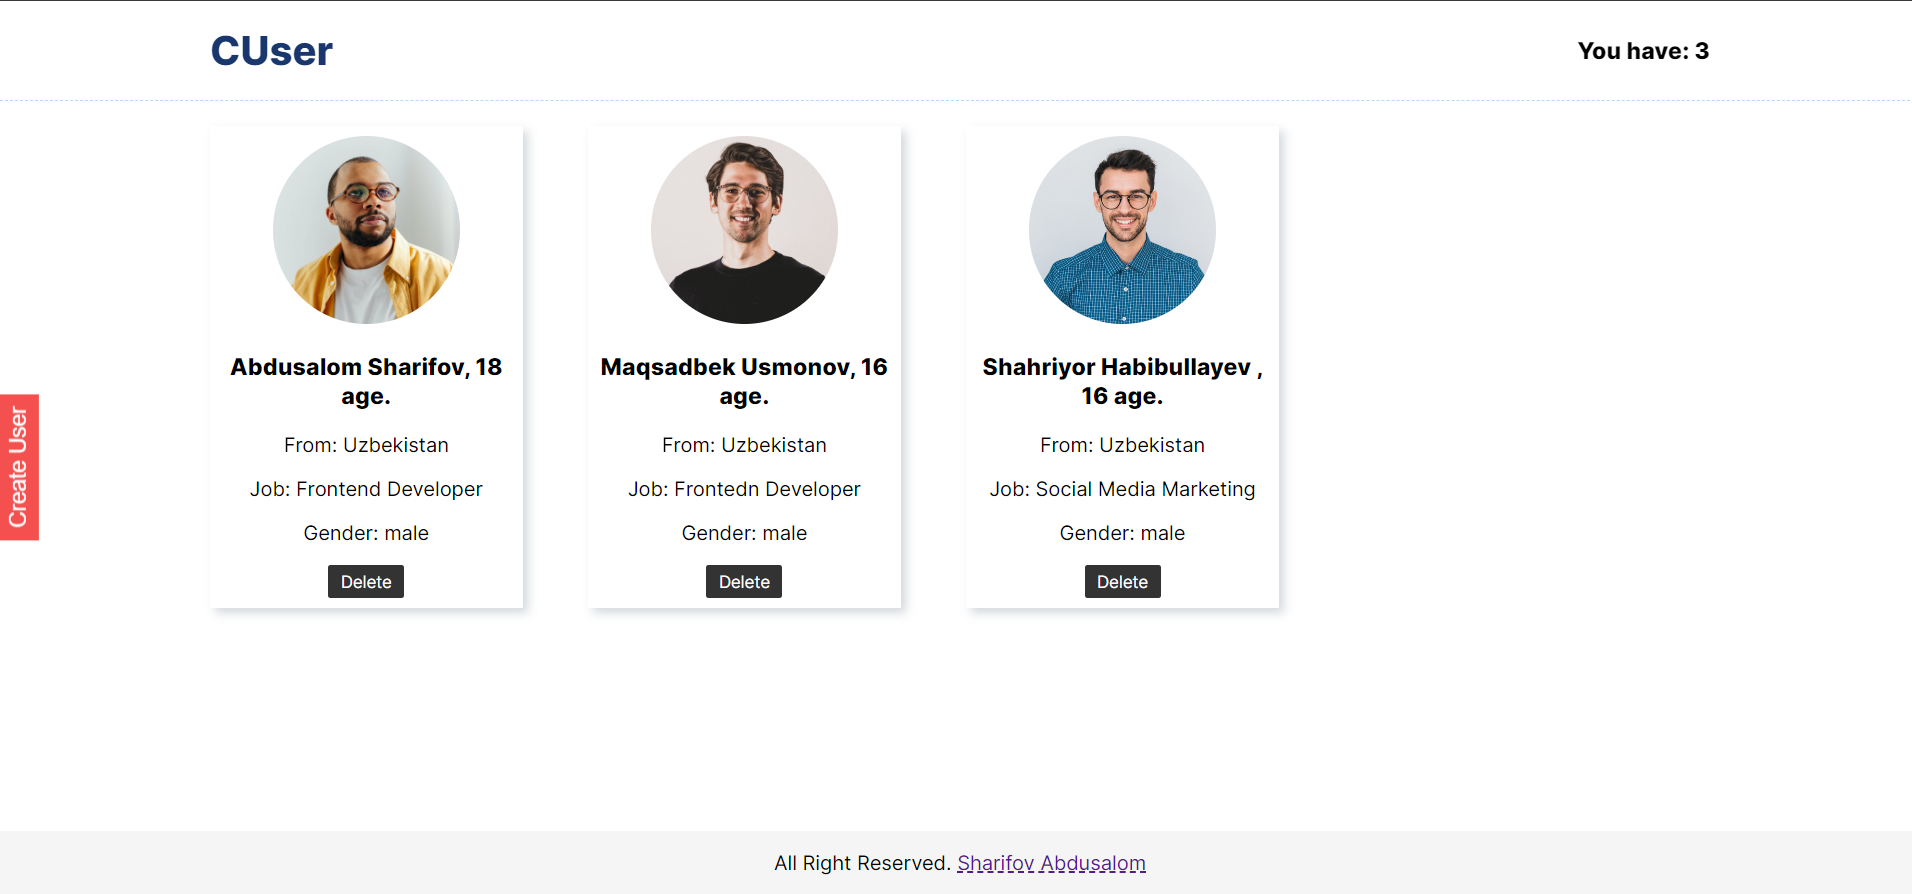 CUser
You have: 3
Abdusalom Sharifov, 18
age.
From: Uzbekistan
Job: Frontend Developer
Gender: male
Delete
Maqsadbek Usmonov, 16
age.
From: Uzbekistan
Job: Frontedn Developer
Gender: male
Delete
Shahriyor Habibullayev ,
16 age.
From: Uzbekistan
Job: Social Media Marketing
Gender: male
Delete
Create User
All Right Reserved. Sharifov Abdusalom